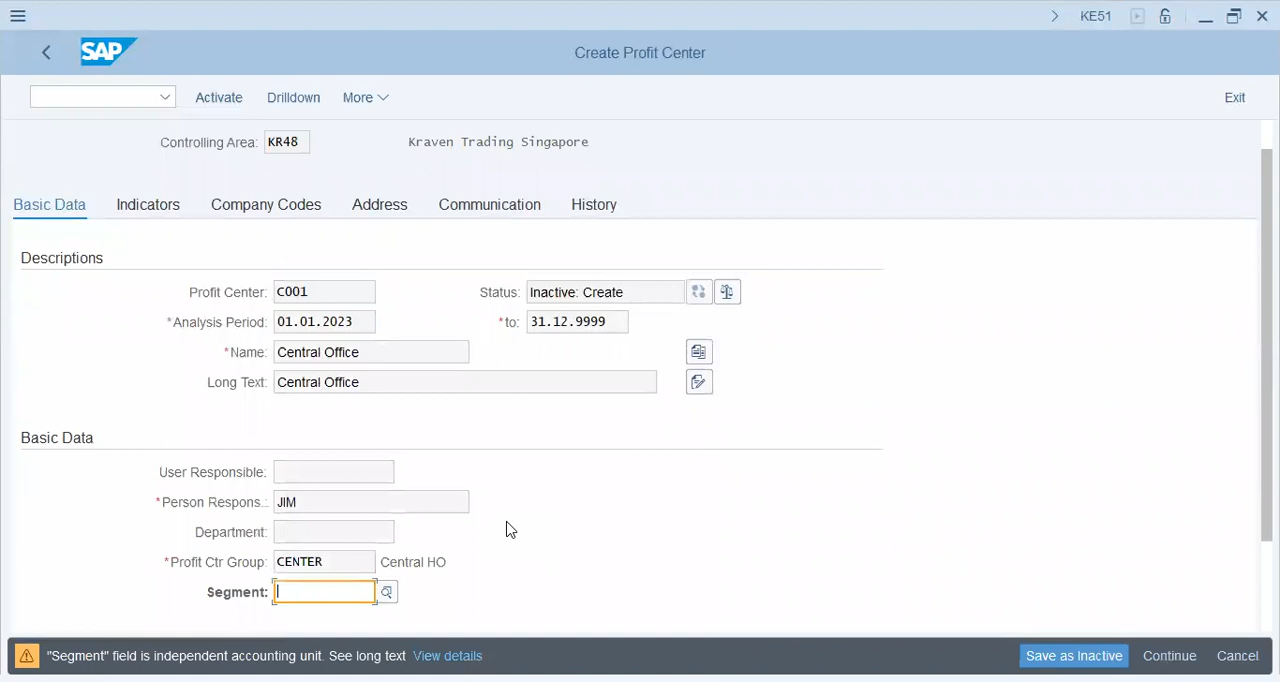 KE51
SAP Create Profit Center
Activate Drilldown More Exit
Controlling Area: KR48 Kraven Trading Singapore
Basic Data Indicators Company Codes Address Communication History
Descriptions
Profit Center: C001 Status: Inactive: Create
*Analysis Period: 01.01.2023 *to: 31.12.9999
*Name: Central Office
Long Text: Central Office
Basic Data
User Responsible:
*Person Respons.: JIM
Department:
*Profit Ctr Group: CENTER Central HO
Segment:
"Segment" field is independent accounting unit. See long text View details Save as Inactive Continue Cancel